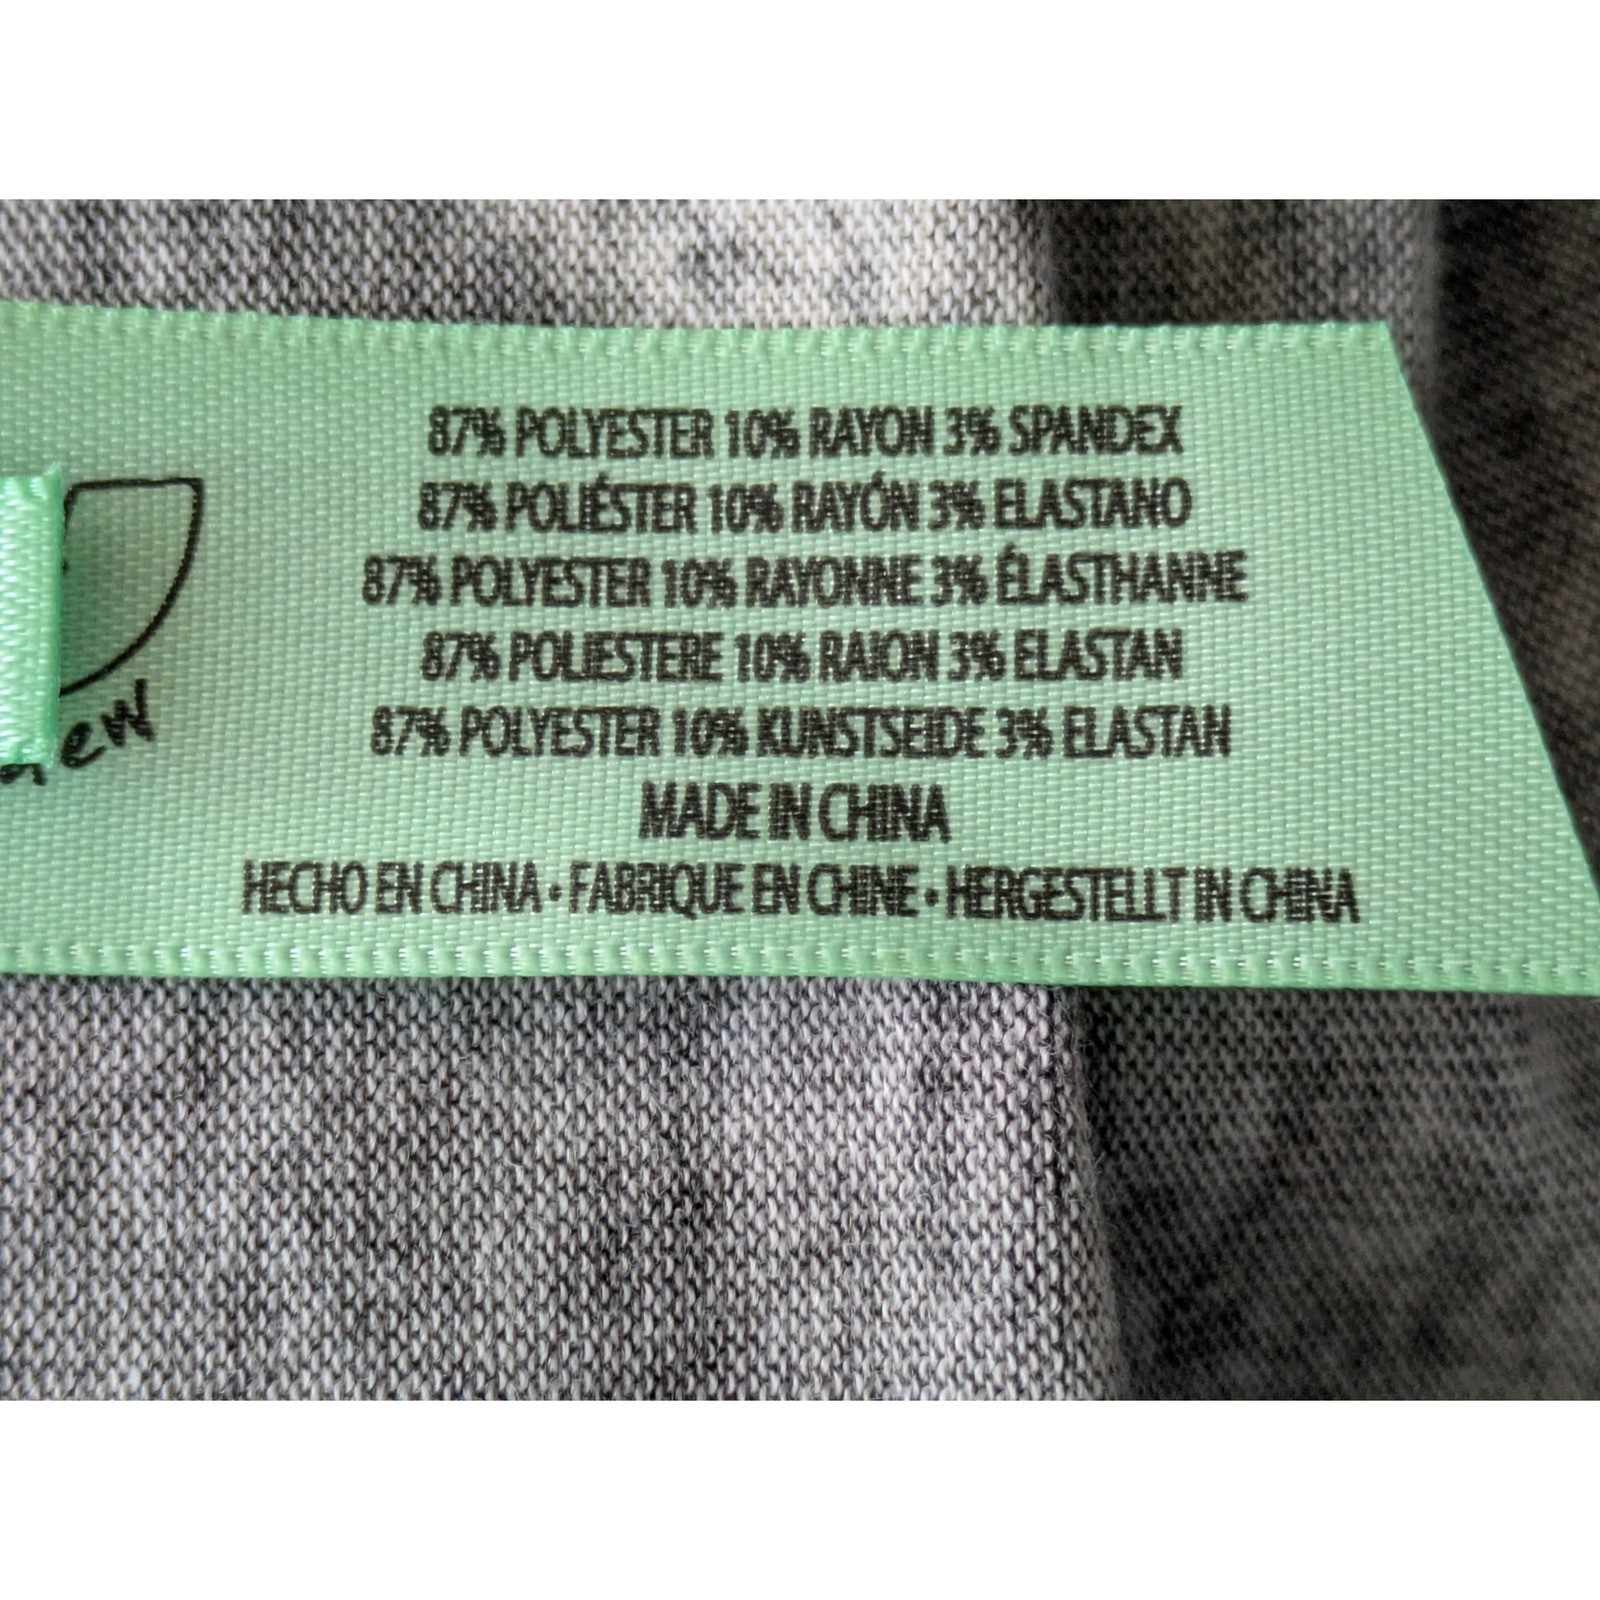 87% POLYESTER 10% RAYON 3% SPANDEX
87% POLIÉSTER 10% RAYÓN 3% ELASTANO
87% POLYESTER 10% RAYONNE 3% ÉLASTHANNE
87% POLIESTERE 10% RAION 3% ELASTAN
87% POLYESTER 10% KUNSTSEIDE 3% ELASTAN
MADE IN CHINA
HECHO EN CHINA • FABRIQUE EN CHINE • HERGESTELLT IN CHINA